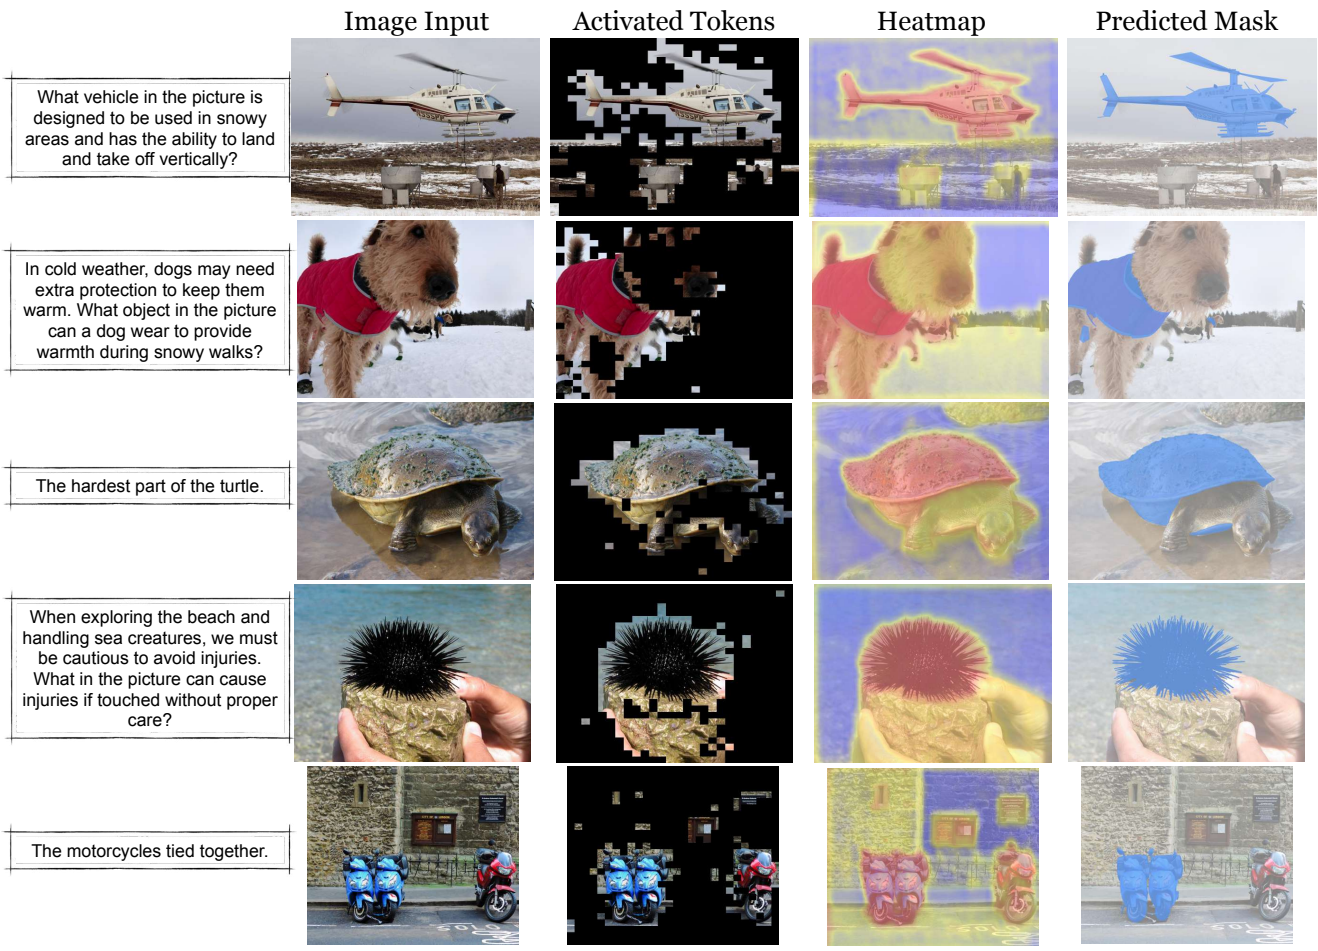 Image Input
Activated Tokens
Heatmap
Predicted Mask
What vehicle in the picture is
designed to be used in snowy
areas and has the ability to land
and take off vertically?
In cold weather, dogs may need
extra protection to keep them
warm. What object in the picture
can a dog wear to provide
warmth during snowy walks?
The hardest part of the turtle.
When exploring the beach and
handling sea creatures, we must
be cautious to avoid injuries.
What in the picture can cause
injuries if touched without proper
care?
The motorcycles tied together.